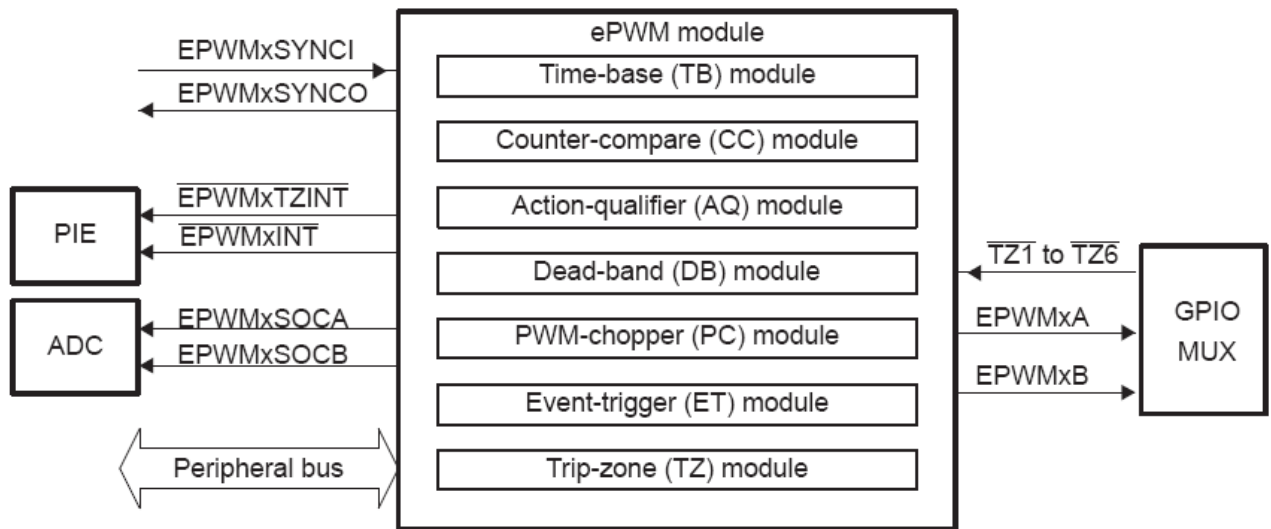 ePWM module
EPWMxSYNCI
Time-base (TB) module
EPWMxSYNCO
Counter-compare (CC) module
EPWMxTZINT
Action-qualifier (AQ) module
PIE
EPWMxINT
TZ1 to TZ6
Dead-band (DB) module
EPWMxSOCA
EPWMxA
GPIO
MUX
ADC
PWM-chopper (PC) module
EPWMxSOCB
EPWMxB
Event-trigger (ET) module
Peripheral bus
Trip-zone (TZ) module